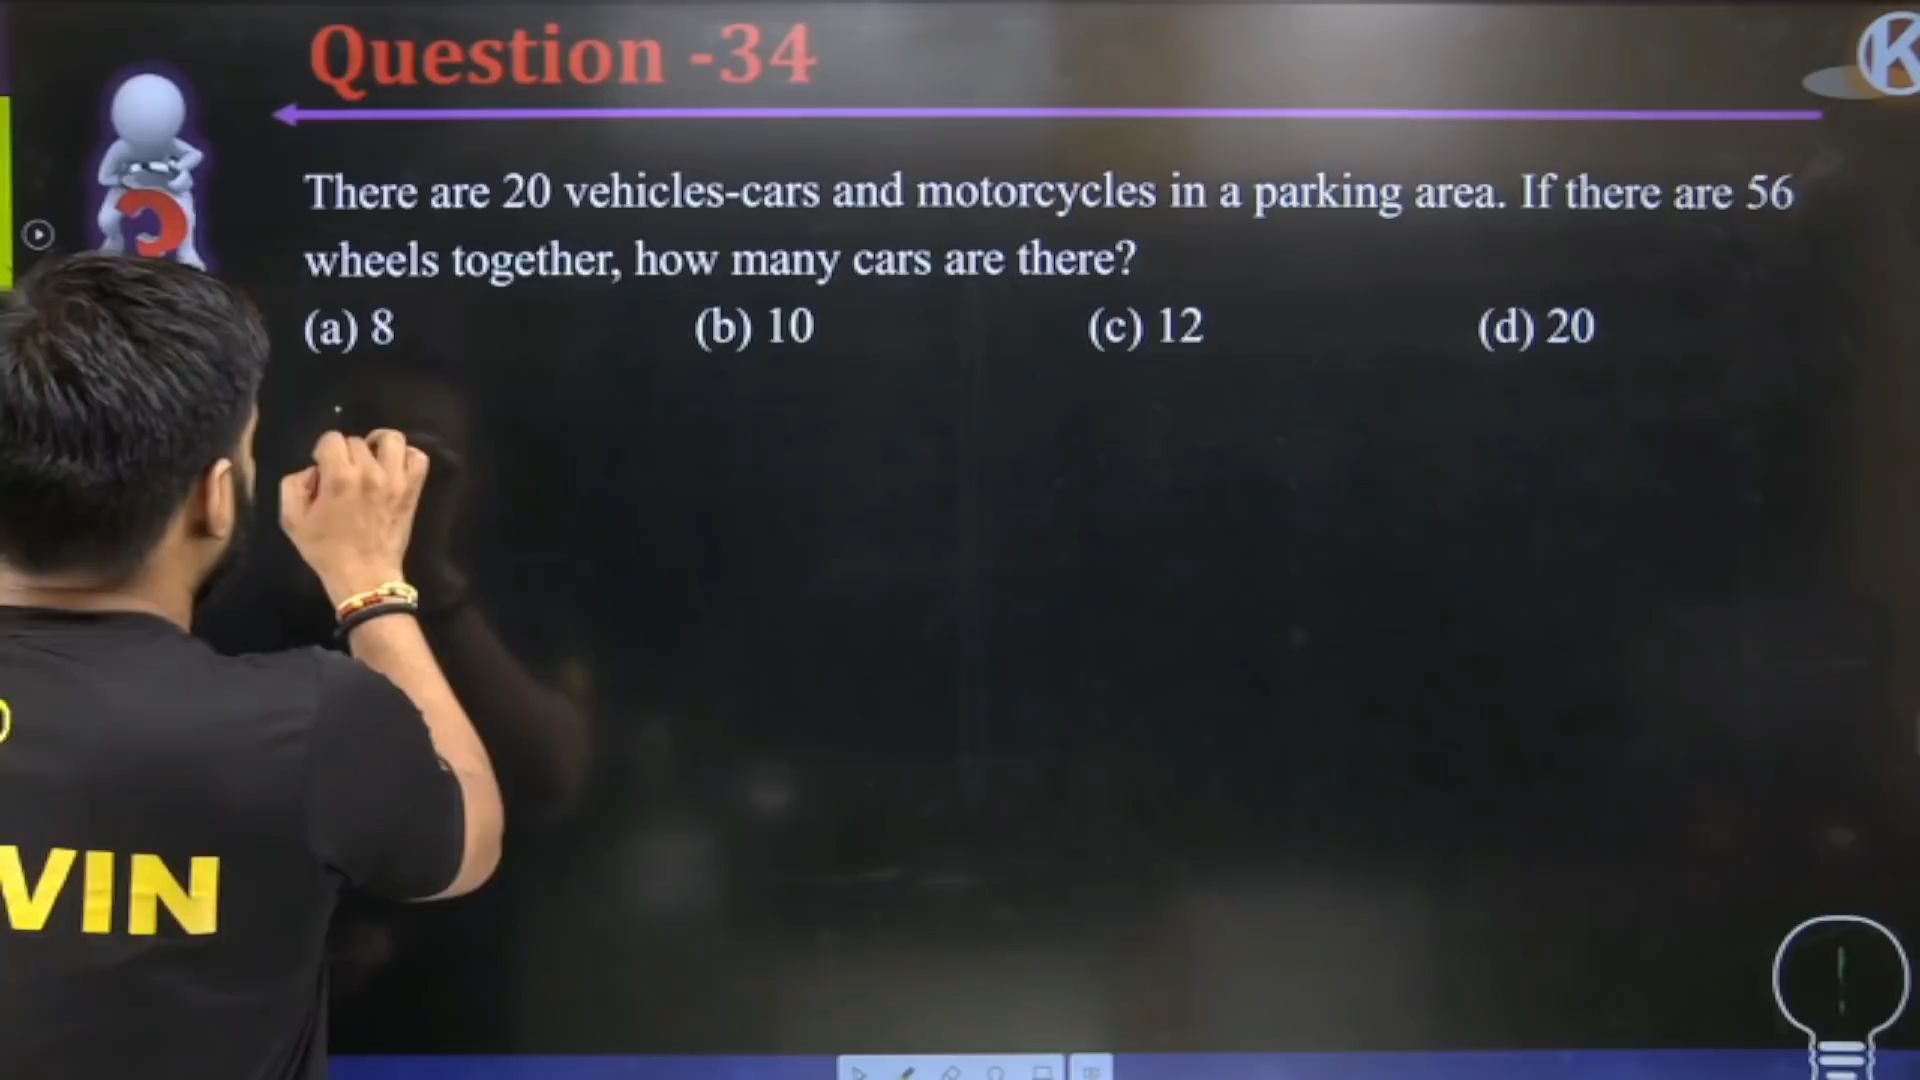 Question -34
There are 20 vehicles-cars and motorcycles in a parking area. If there are 56
wheels together, how many cars are there?
(a) 8 (b) 10 (c) 12 (d) 20
K
VIN